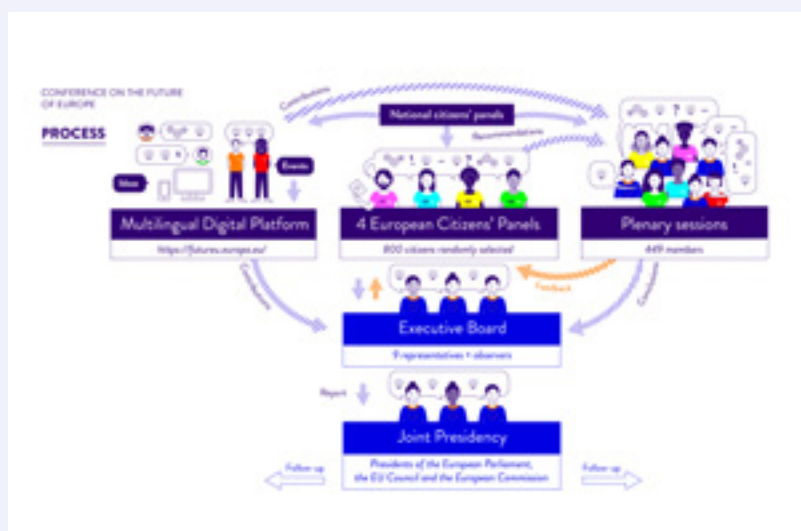 CONFERENCE ON THE FUTURE
OF EUROPE
PROCESS
Contributions
National citizens' panels
Recommendations
Ideas
Events
Multilingual Digital Platform
https://futureu.europa.eu/
4 European Citizens' Panels
800 citizens randomly selected
Plenary sessions
449 members
Contributions
Feedback
Executive Board
9 representatives + observers
Report
Joint Presidency
Presidents of the European Parliament,
the EU Council and the European Commission
Follow-up
Follow-up